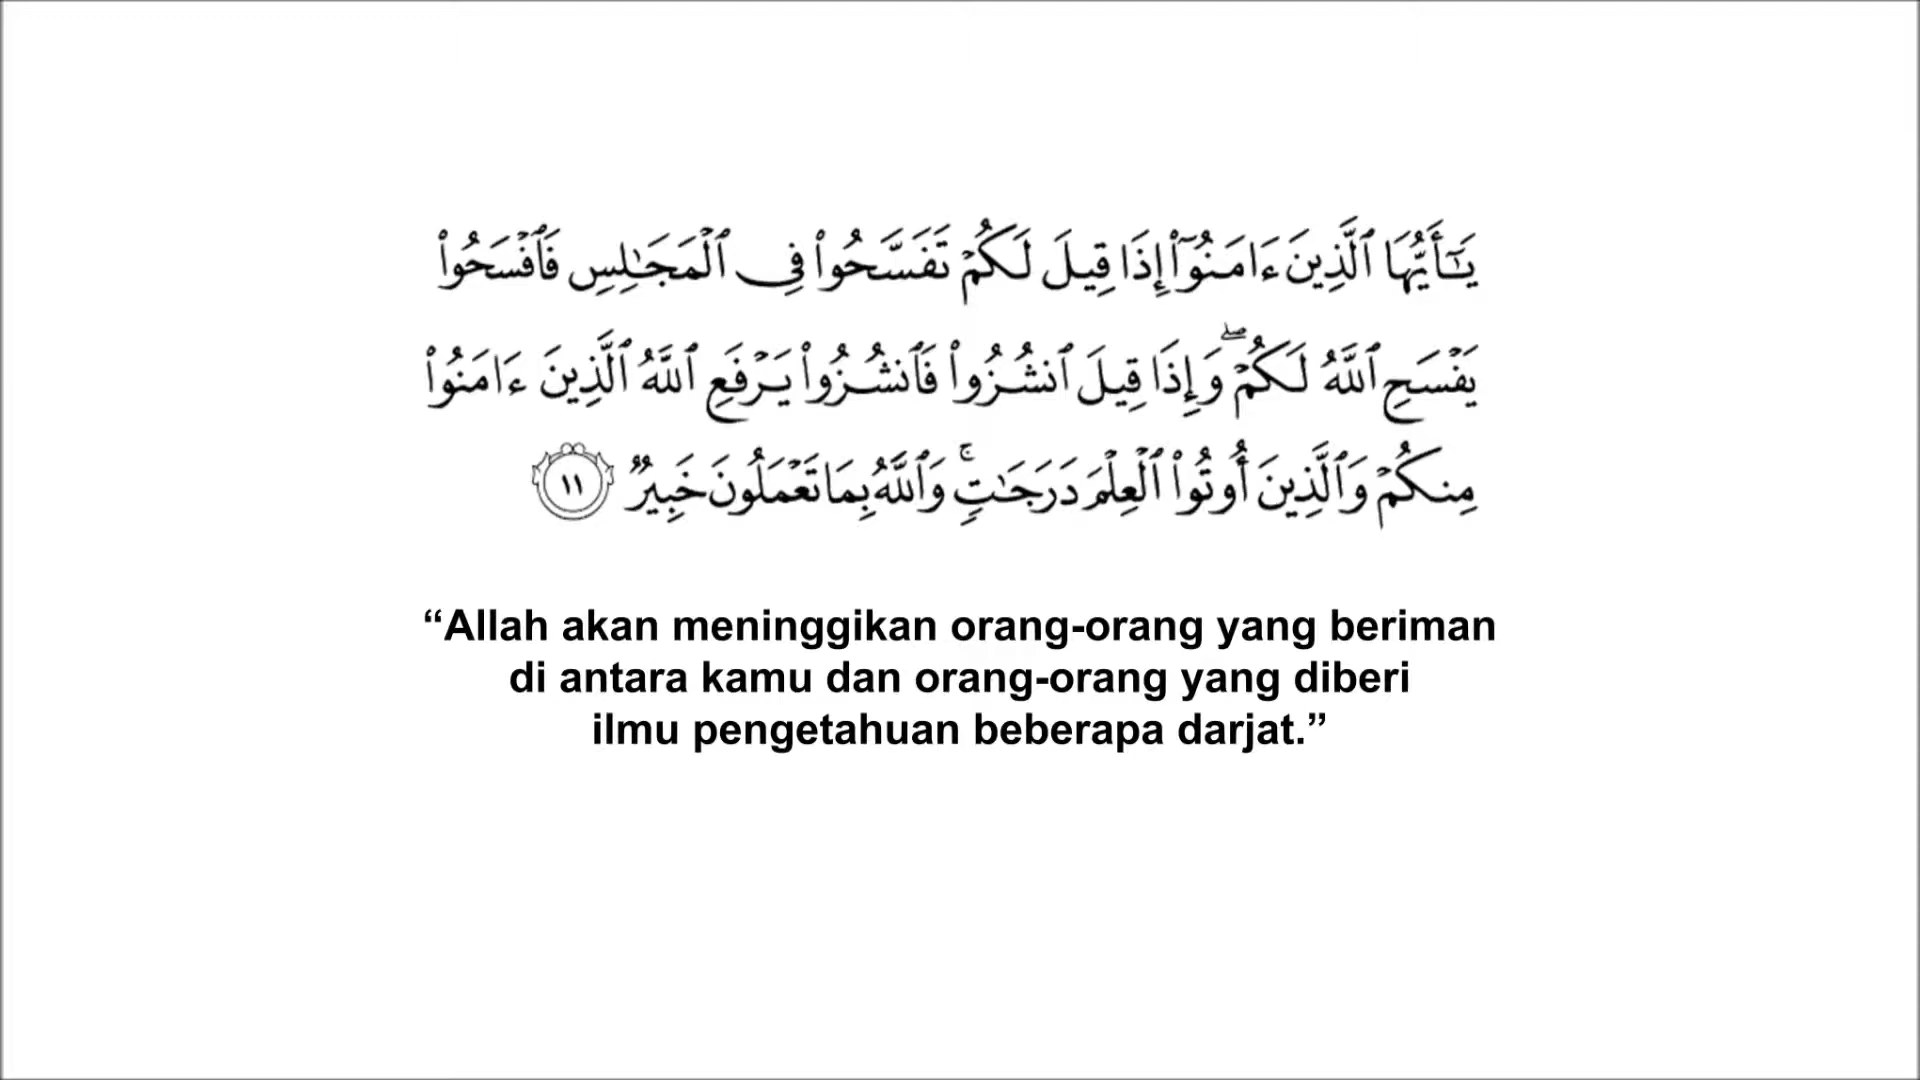 يَـٰٓأَيُّهَا ٱلَّذِينَ ءَامَنُوٓا۟ إِذَا قِيلَ لَكُمْ تَفَسَّحُوا۟ فِى ٱلْمَجَـٰلِسِ فَٱفْسَحُوا۟
يَفْسَحِ ٱللَّهُ لَكُمْ ۖ وَإِذَا قِيلَ ٱنشُزُوا۟ فَٱنشُزُوا۟ يَرْفَعِ ٱللَّهُ ٱلَّذِينَ ءَامَنُوا۟
مِنكُمْ وَٱلَّذِينَ أُوتُوا۟ ٱلْعِلْمَ دَرَجَـٰتٍ ۚ وَٱللَّهُ بِمَا تَعْمَلُونَ خَبِيرٌ ١١
“Allah akan meninggikan orang-orang yang beriman
di antara kamu dan orang-orang yang diberi
ilmu pengetahuan beberapa darjat.”